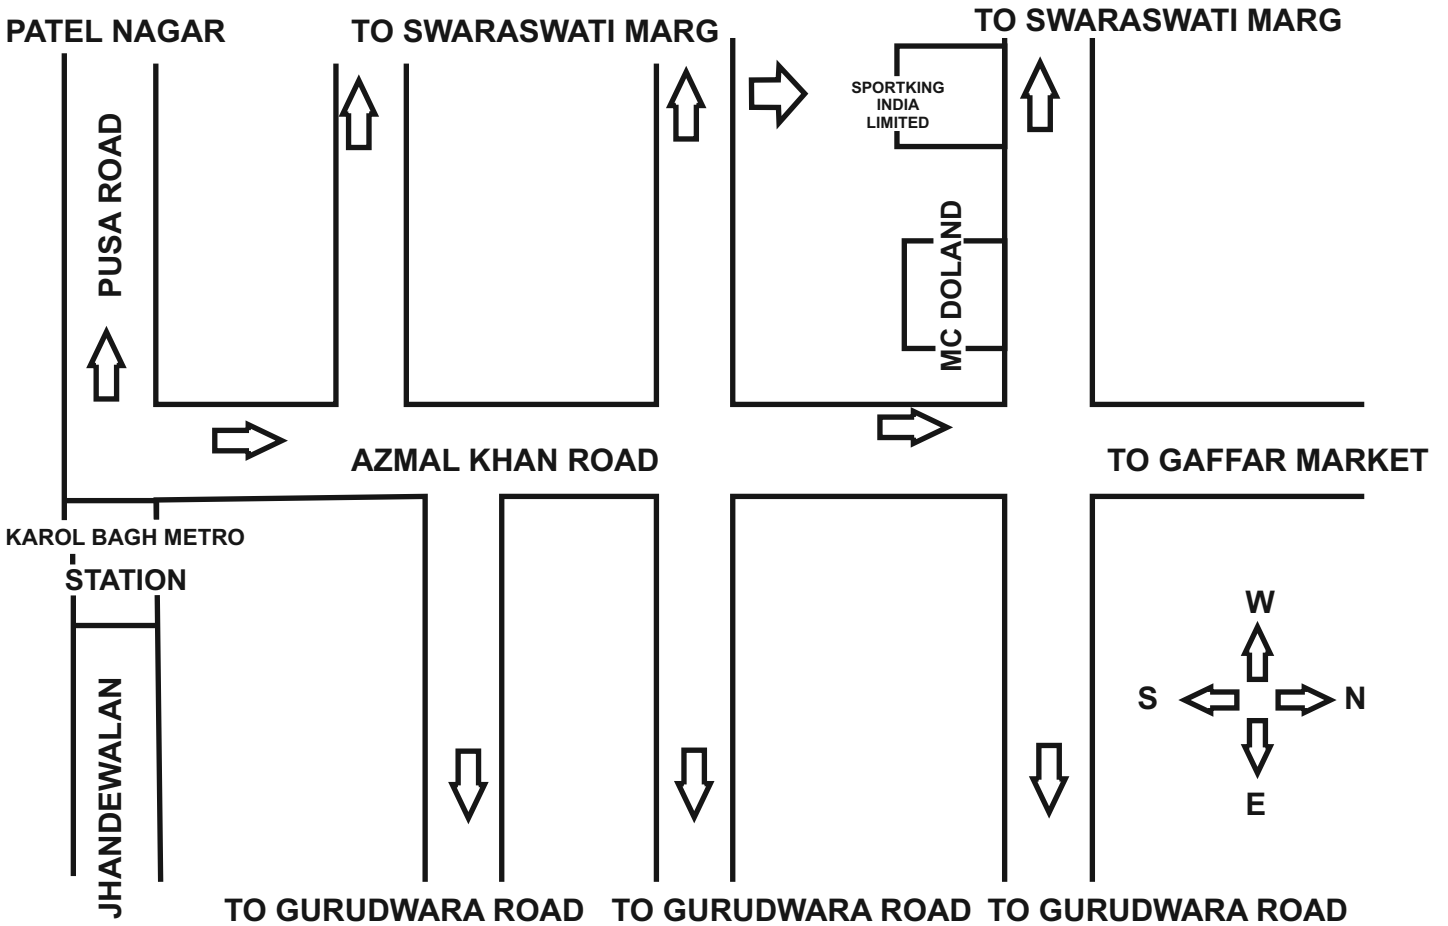 PATEL NAGAR
TO SWARASWATI MARG
TO SWARASWATI MARG
PUSA ROAD
SPORTKING
INDIA
LIMITED
MC DOLAND
AZMAL KHAN ROAD
TO GAFFAR MARKET
KAROL BAGH METRO
STATION
JHANDEWALAN
W
S
N
E
TO GURUDWARA ROAD
TO GURUDWARA ROAD
TO GURUDWARA ROAD